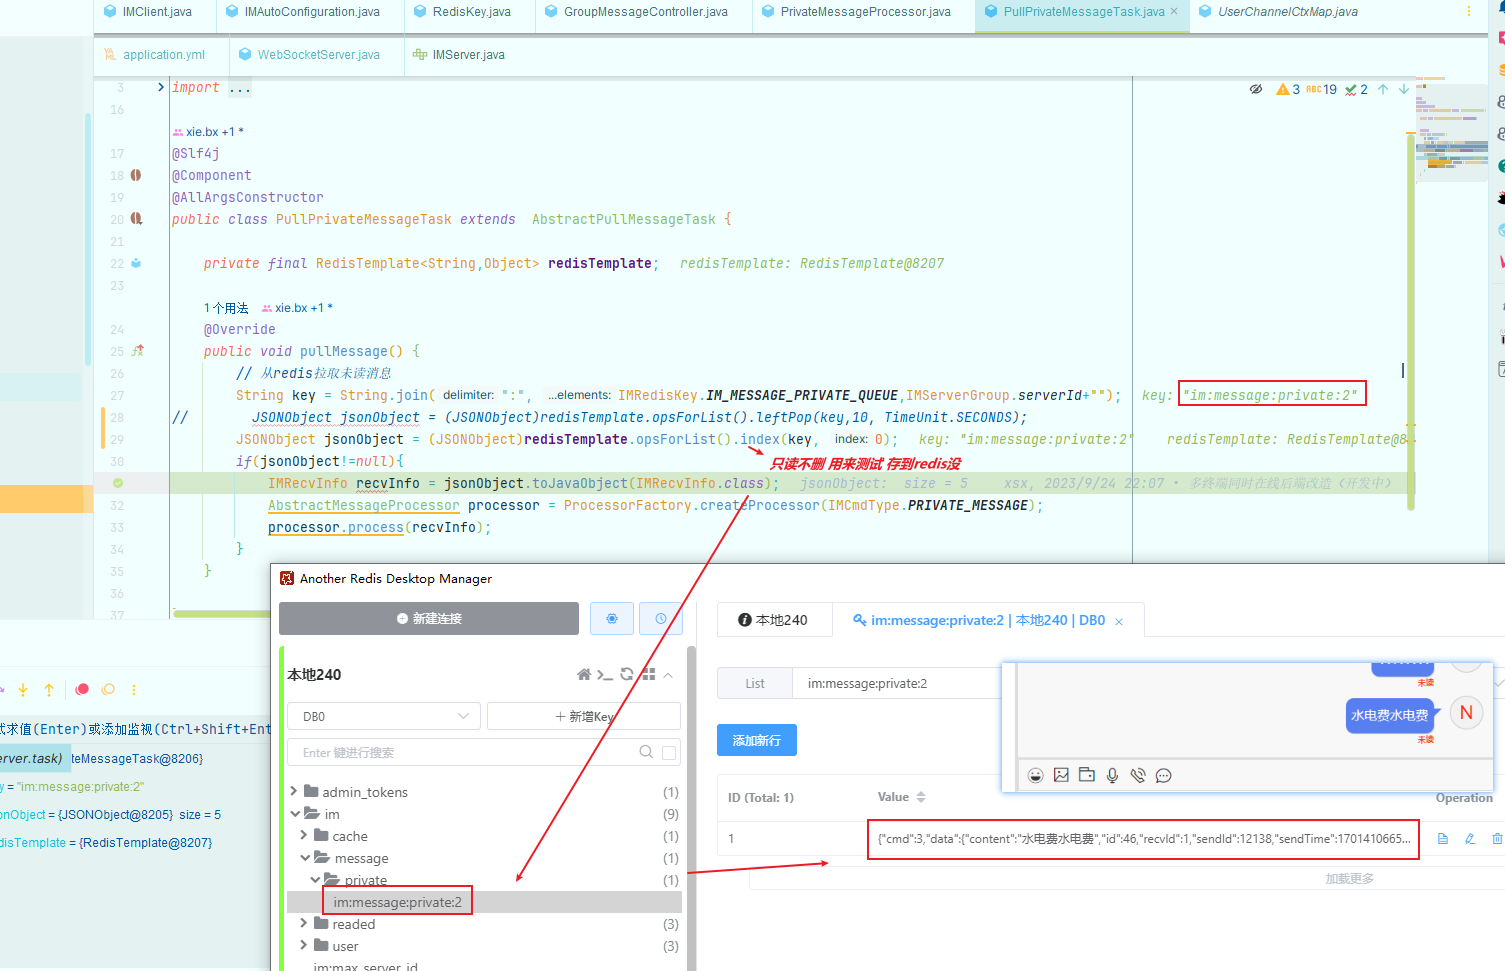 IMClient.java
IMAutoConfiguration.java
RedisKey.java
GroupMessageController.java
PrivateMessageProcessor.java
PullPrivateMessageTask.java
UserChannelCtxMap.java
application.yml
WebSocketServer.java
IMServer.java
3 import ...
3 19 2
16
xie.bx +1 *
17 @Slf4j
18 @Component
19 @AllArgsConstructor
20 public class PullPrivateMessageTask extends AbstractPullMessageTask {
21
22 private final RedisTemplate<String,Object> redisTemplate; redisTemplate: RedisTemplate@8207
23
1个用法 xie.bx +1 *
24 @Override
25 public void pullMessage() {
26 // 从redis拉取未读消息
27 String key = String.join( delimiter: ":", ...elements: IMRedisKey.IM_MESSAGE_PRIVATE_QUEUE,IMServerGroup.serverId+""); key: "im:message:private:2"
28 // JSONObject jsonObject = (JSONObject)redisTemplate.opsForList().leftPop(key,10, TimeUnit.SECONDS);
29 JSONObject jsonObject = (JSONObject)redisTemplate.opsForList().index(key, index: 0); key: "im:message:private:2" redisTemplate: RedisTemplate@8
30 if(jsonObject!=null){
只读不删 用来测试 存到redis没
IMRecvInfo recvInfo = jsonObject.toJavaObject(IMRecvInfo.class); jsonObject: size = 5 xsx, 2023/9/24 22:07 · 多终端同时在线后端改造（开发中）
32 AbstractMessageProcessor processor = ProcessorFactory.createProcessor(IMCmdType.PRIVATE_MESSAGE);
33 processor.process(recvInfo);
34 }
35 }
36
37
式求值(Enter)或添加监视(Ctrl+Shift+Ent
erver.task) teMessageTask@8206}
y = "im:message:private:2"
onObject = {JSONObject@8205} size = 5
disTemplate = {RedisTemplate@8207}
Another Redis Desktop Manager
新建连接
本地240
DB0
新增Key
Enter 键进行搜索
admin_tokens (1)
im (9)
cache (1)
message (1)
private (1)
im:message:private:2
readed (3)
user (3)
im:max_server_id
本地240
im:message:private:2 | 本地240 | DB0 ×
List im:message:private:2
添加新行
ID (Total: 1) Value Operation
1 {"cmd":3,"data":{"content":"水电费水电费","id":46,"recvId":1,"sendId":12138,"sendTime":1701410665...
加载更多
未读
水电费水电费 N
未读